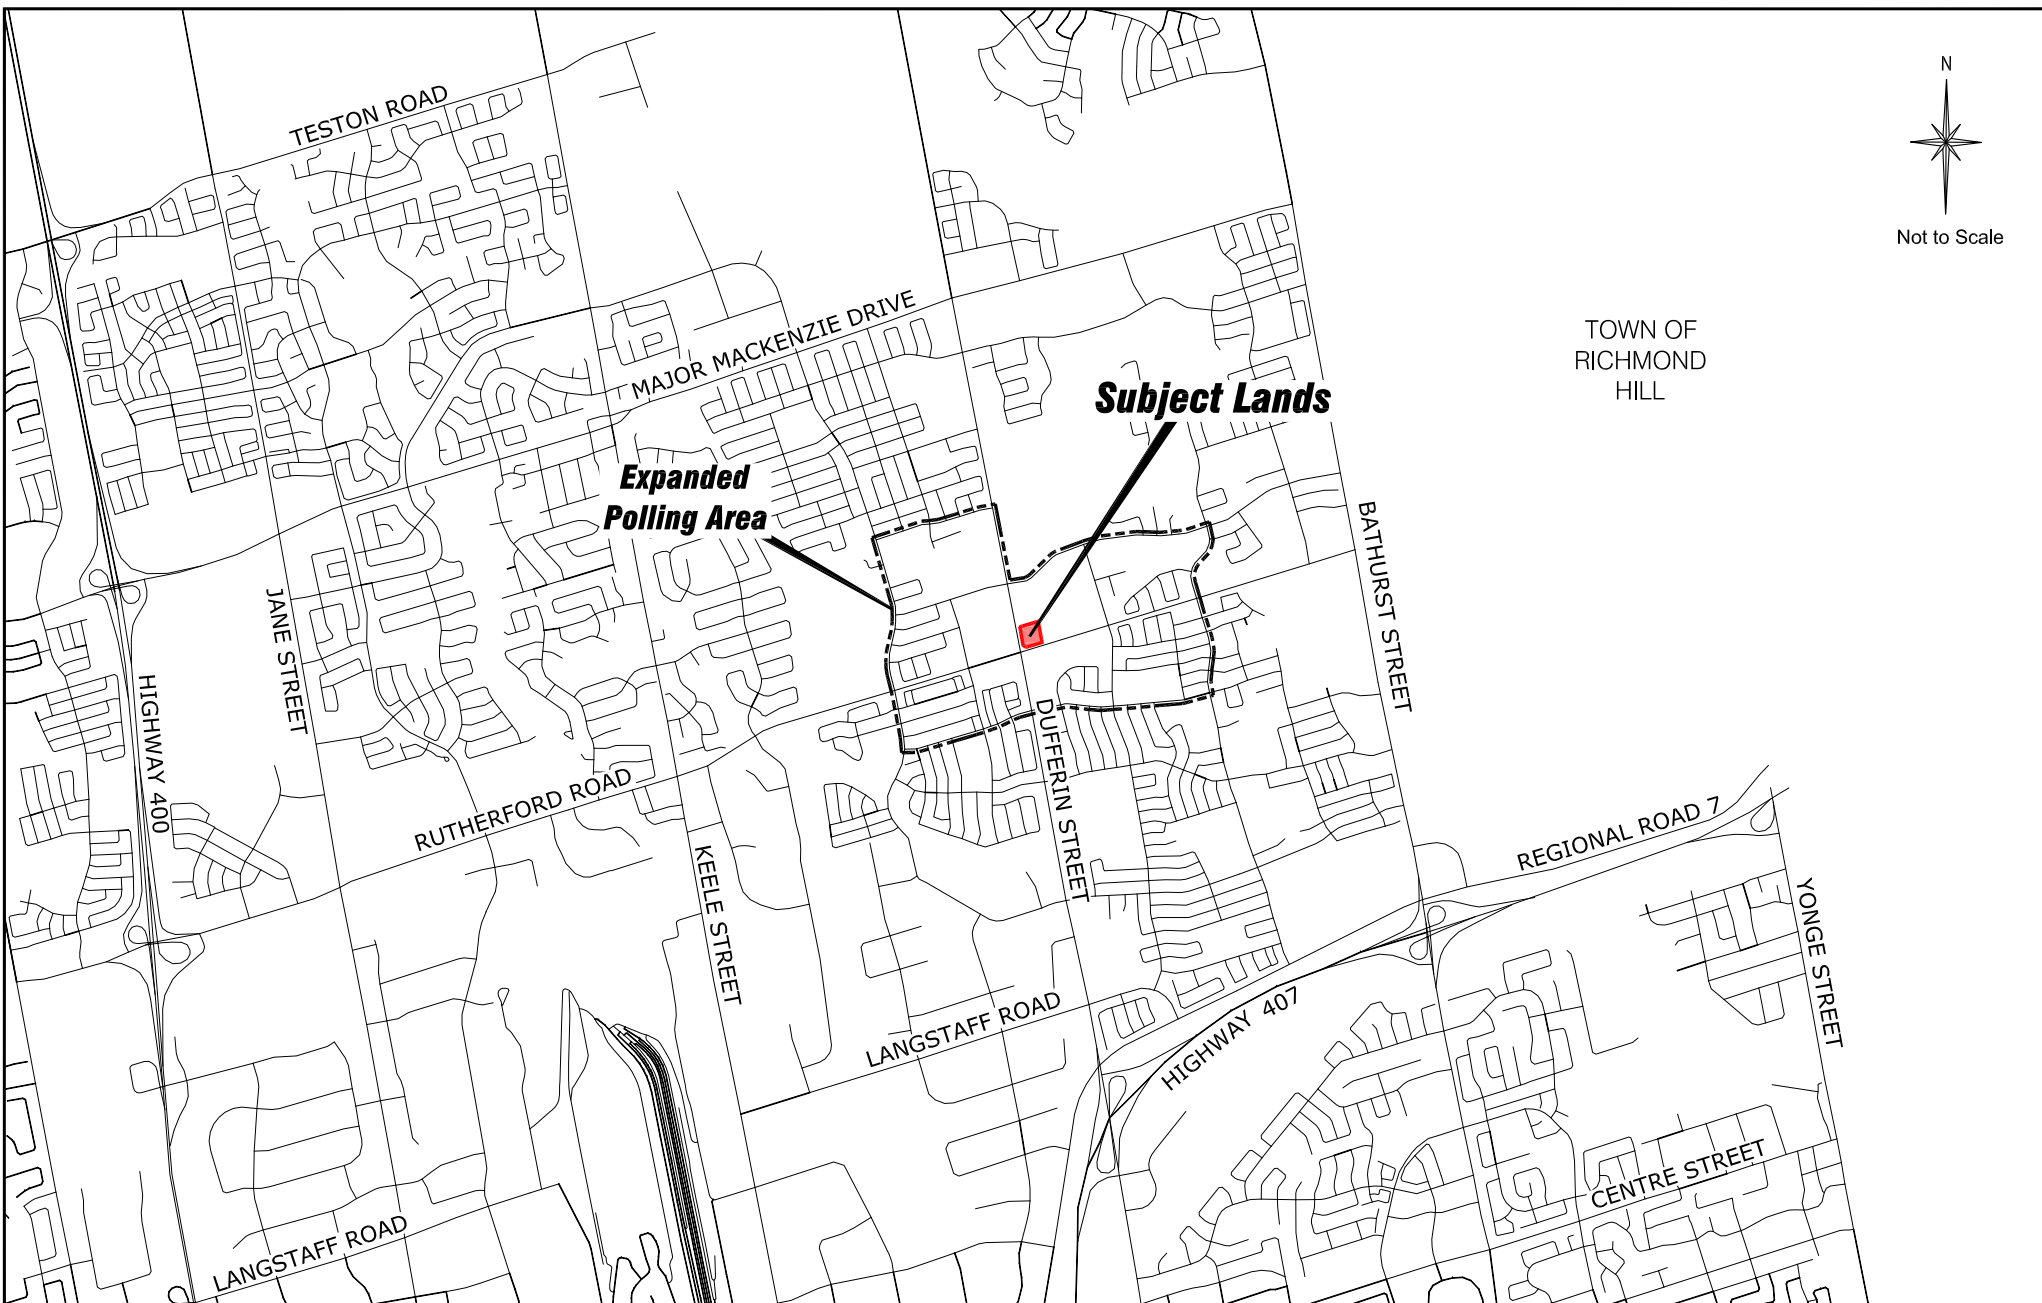 N
Not to Scale
TESTON ROAD
MAJOR MACKENZIE DRIVE
TOWN OF
RICHMOND
HILL
Subject Lands
Expanded
Polling Area
BATHURST STREET
JANE STREET
HIGHWAY 400
DUFFERIN STREET
RUTHERFORD ROAD
REGIONAL ROAD 7
KEELE STREET
YONGE STREET
LANGSTAFF ROAD
HIGHWAY 407
CENTRE STREET
LANGSTAFF ROAD